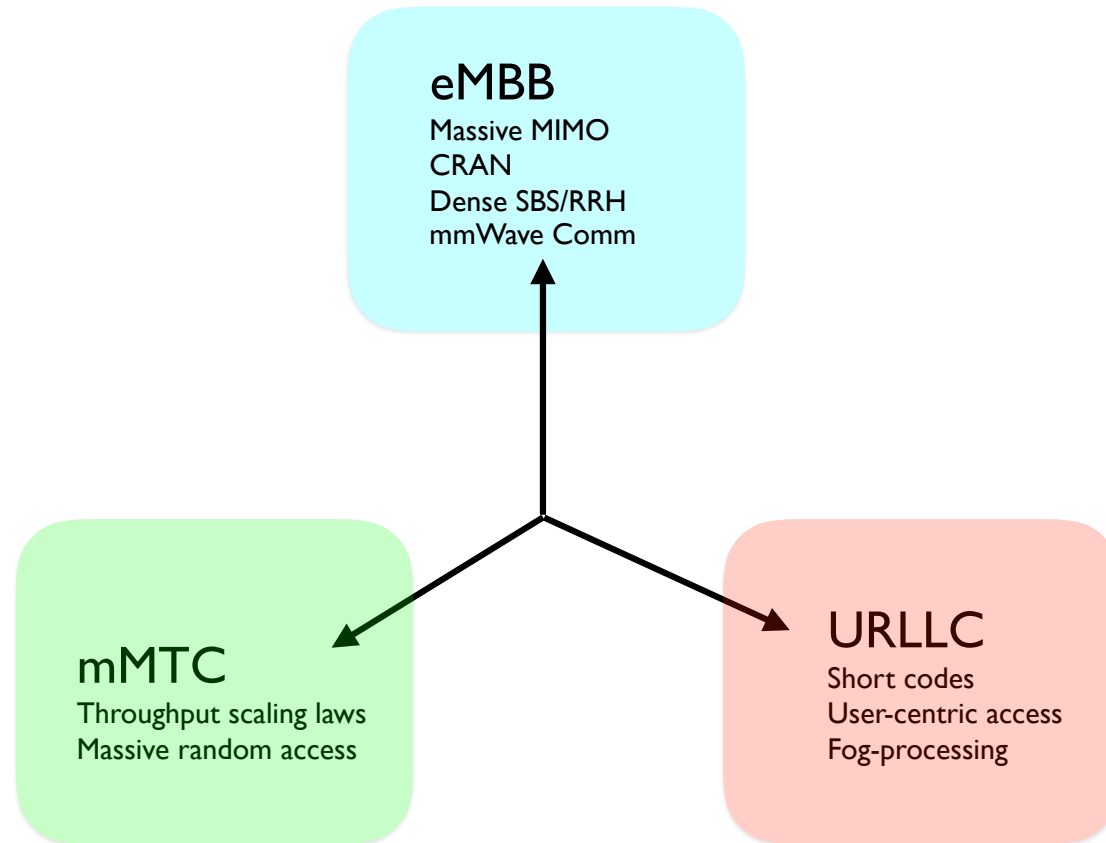 eMBB
Massive MIMO
CRAN
Dense SBS/RRH
mmWave Comm
mMTC
Throughput scaling laws
Massive random access
URLLC
Short codes
User-centric access
Fog-processing